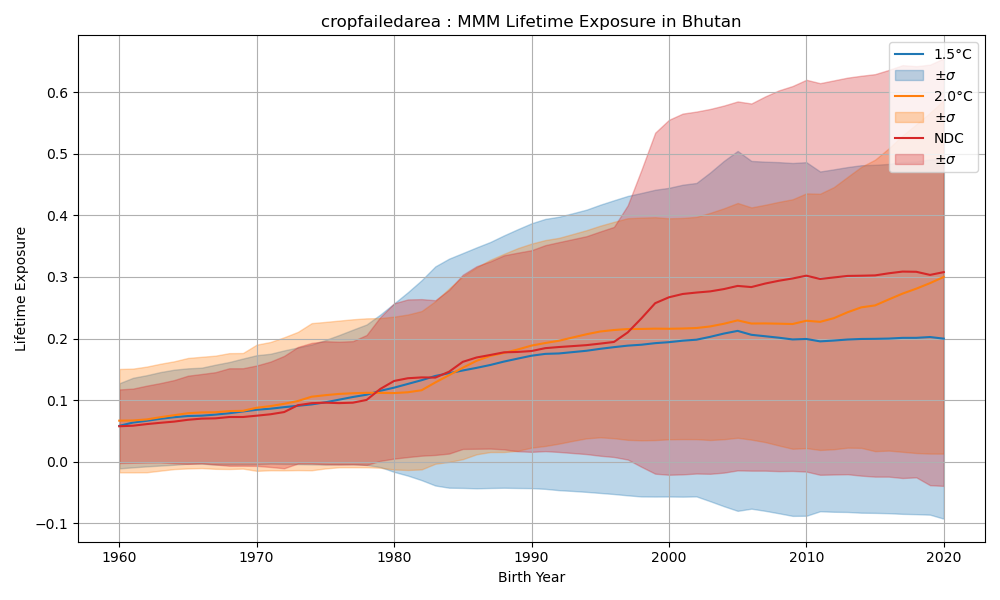 cropfailedarea : MMM Lifetime Exposure in Bhutan
1.5°C
±σ
2.0°C
±σ
NDC
±σ
Lifetime Exposure
0.6
0.5
0.4
0.3
0.2
0.1
0.0
−0.1
1960 1970 1980 1990 2000 2010 2020
Birth Year